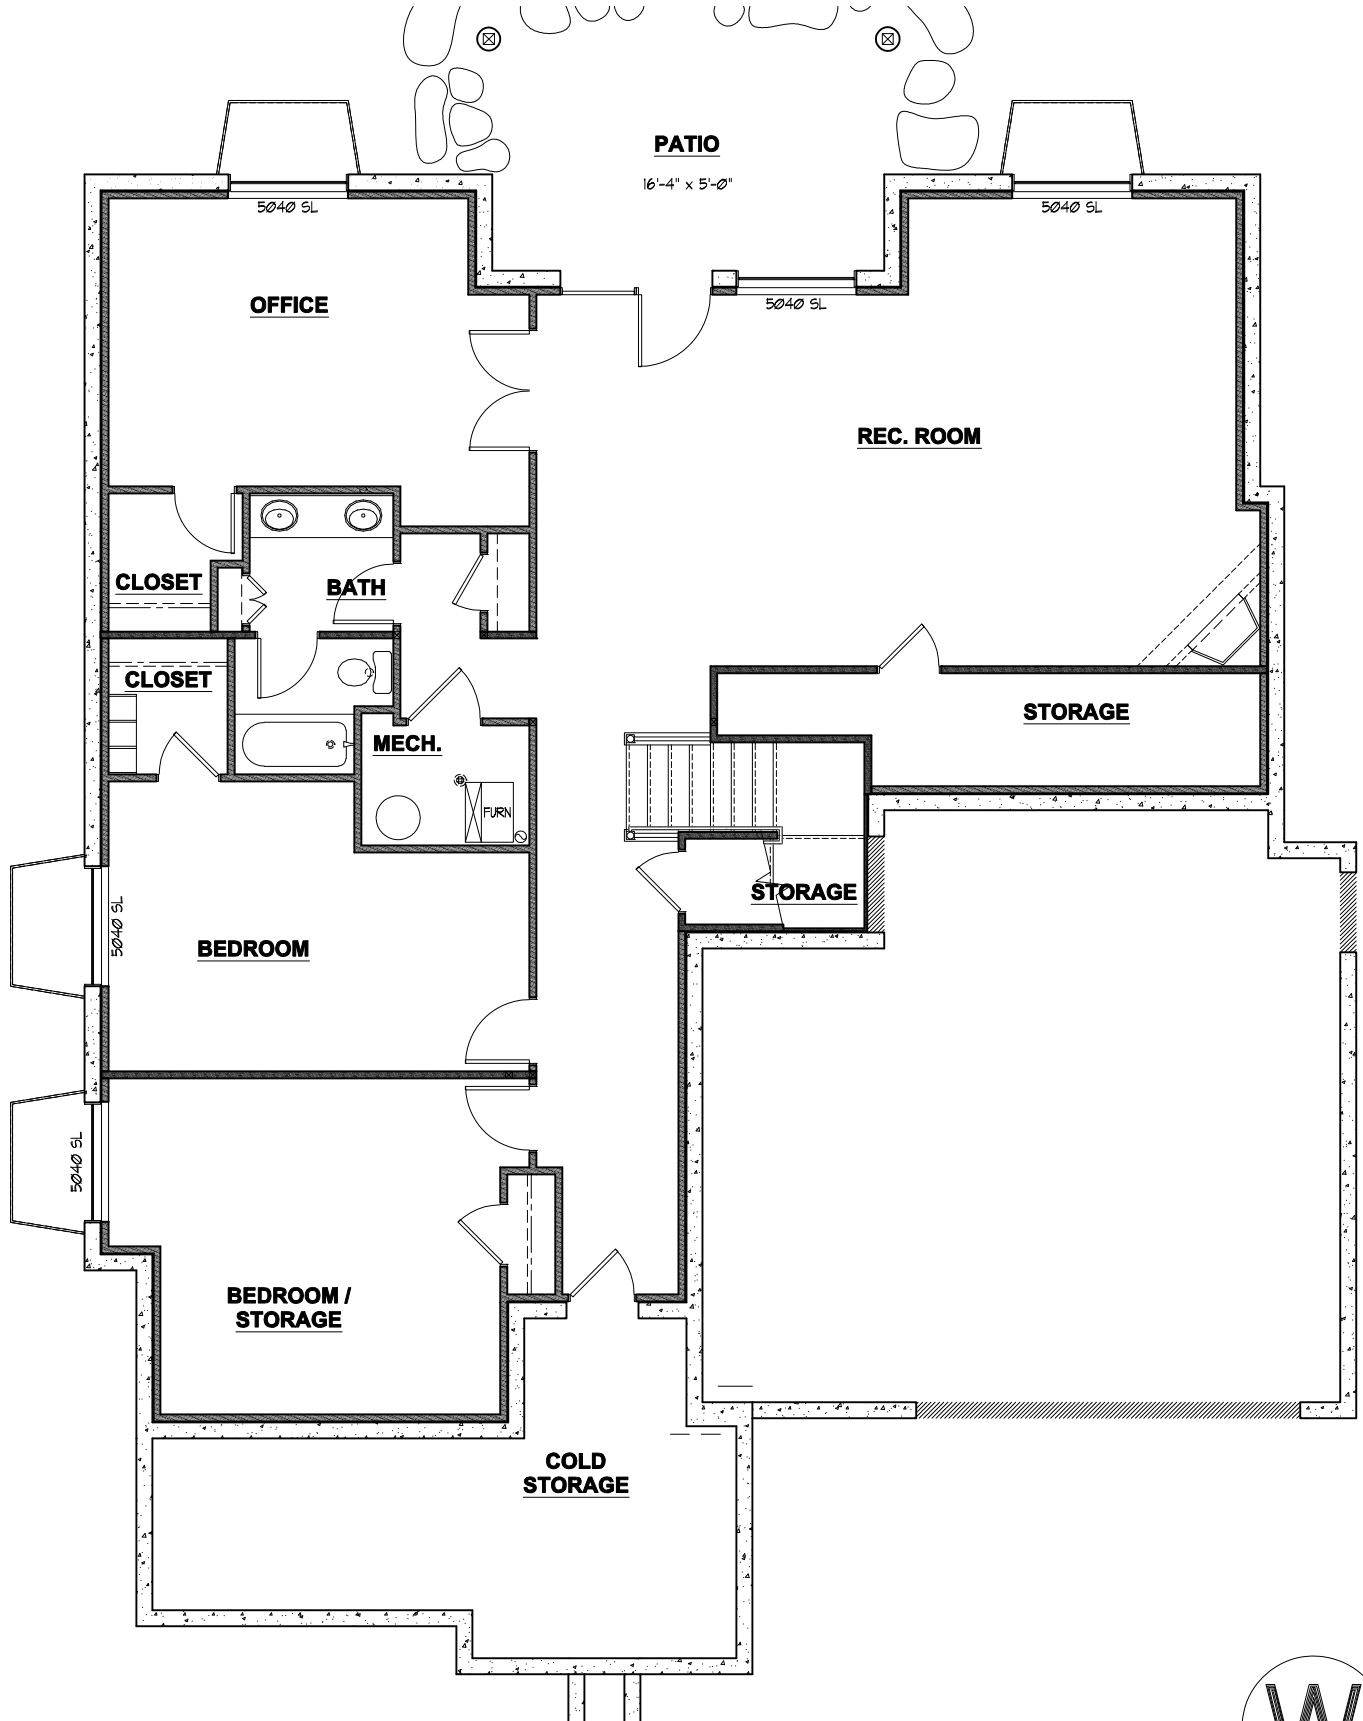 PATIO
16'-4" x 5'-0"
5040 SL
5040 SL
OFFICE
5040 SL
REC. ROOM
CLOSET
BATH
CLOSET
STORAGE
MECH.
FURN
STORAGE
5040 SL
BEDROOM
5040 SL
BEDROOM /
STORAGE
COLD
STORAGE
W